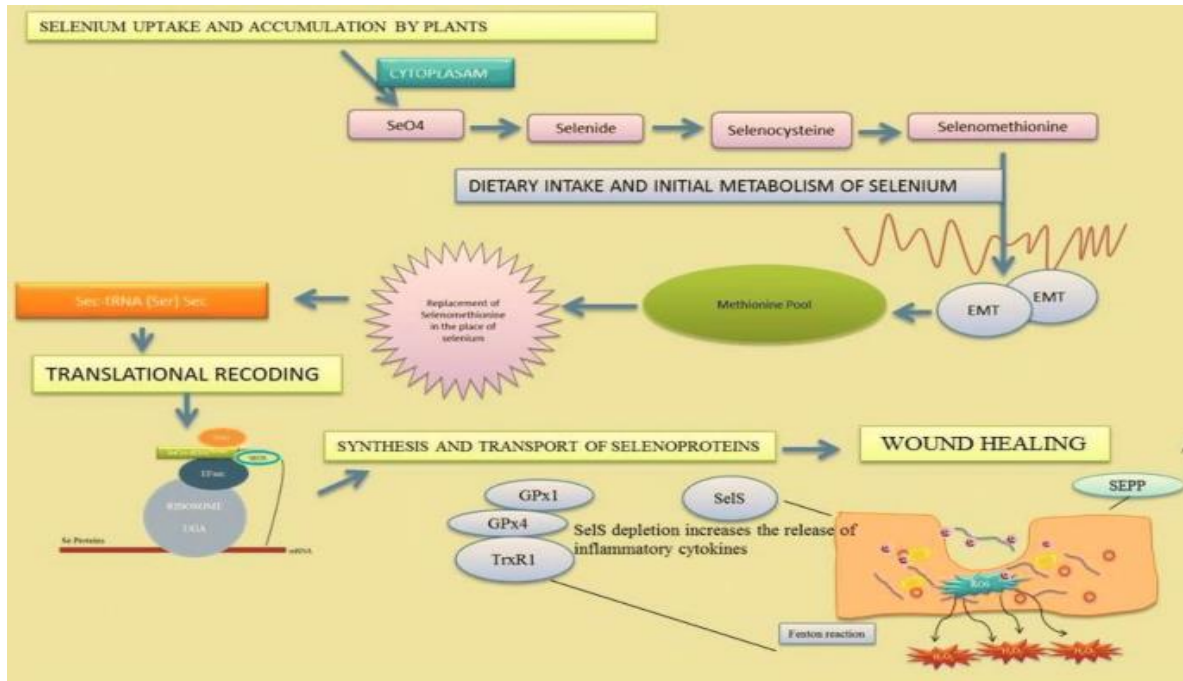 SELENIUM UPTAKE AND ACCUMULATION BY PLANTS
CYTOPLASAM
SeO4
Selenide
Selenocysteine
Selenomethionine
DIETARY INTAKE AND INITIAL METABOLISM OF SELENIUM
EMT
EMT
Methionine Pool
Replacement of
Selenomethionine
in the place of
selenium
Sec-tRNA (Ser) Sec
TRANSLATIONAL RECODING
RIBOSOME
UGA
Se Proteins
mRNA
SYNTHESIS AND TRANSPORT OF SELENOPROTEINS
WOUND HEALING
GPx1
GPx4
TrxR1
SelS
SelS depletion increases the release of
inflammatory cytokines
SEPP
ROS
Fenton reaction
H₂O₂
H₂O₂
H₂O₂